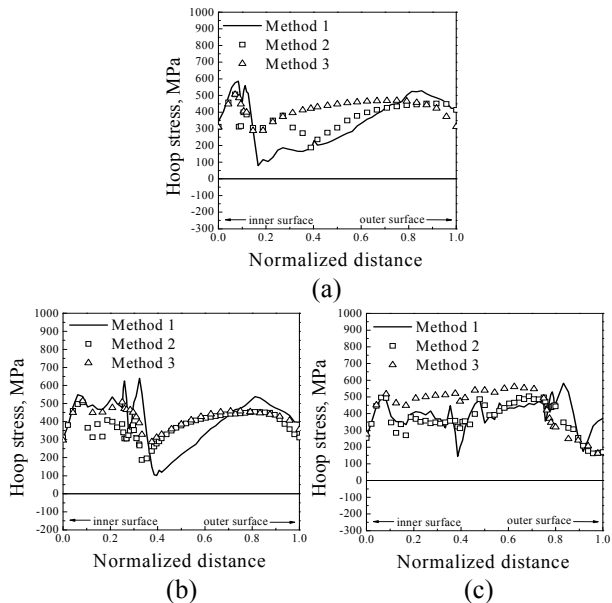 1000
900
800
700
600
500
400
300
200
100
0
-100
-200
-300
Hoop stress, MPa
Method 1
Method 2
Method 3
inner surface
outer surface
0.0 0.2 0.4 0.6 0.8 1.0
Normalized distance
(a)
1000
900
800
700
600
500
400
300
200
100
0
-100
-200
Hoop stress, MPa
Method 1
Method 2
Method 3
inner surface
outer surface
0.0 0.2 0.4 0.6 0.8 1.0
Normalized distance
(b)
1000
900
800
700
600
500
400
300
200
100
0
-100
-200
-300
Hoop stress, MPa
Method 1
Method 2
Method 3
inner surface
outer surface
0.0 0.2 0.4 0.6 0.8 1.0
Normalized distance
(c)